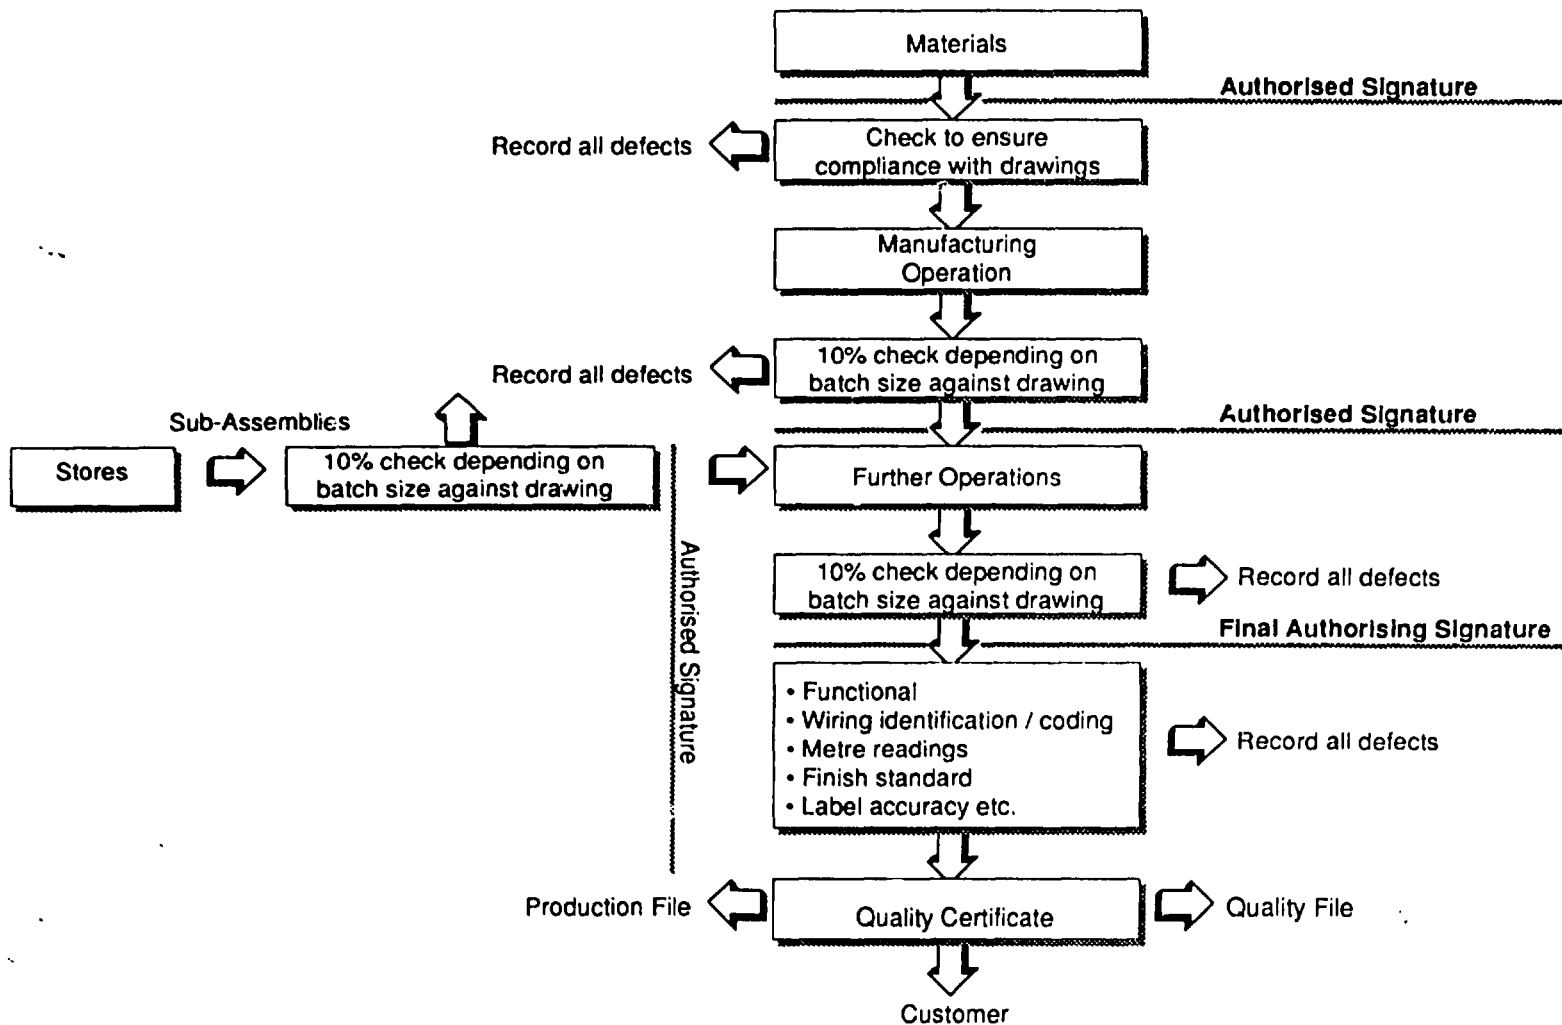 Materials
Authorised Signature
Record all defects
Check to ensure
compliance with drawings
Manufacturing
Operation
10% check depending on
batch size against drawing
Record all defects
Authorised Signature
Sub-Assemblies
Stores
10% check depending on
batch size against drawing
Further Operations
Authorised Signature
10% check depending on
batch size against drawing
Record all defects
Final Authorising Signature
• Functional
• Wiring identification / coding
• Metre readings
• Finish standard
• Label accuracy etc.
Record all defects
Production File
Quality Certificate
Quality File
Customer